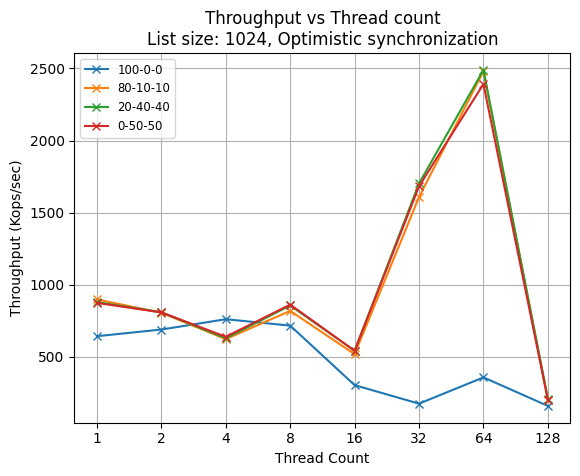 Throughput vs Thread count
List size: 1024, Optimistic synchronization
100-0-0
80-10-10
20-40-40
0-50-50
Throughput (Kops/sec)
2500
2000
1500
1000
500
1 2 4 8 16 32 64 128
Thread Count